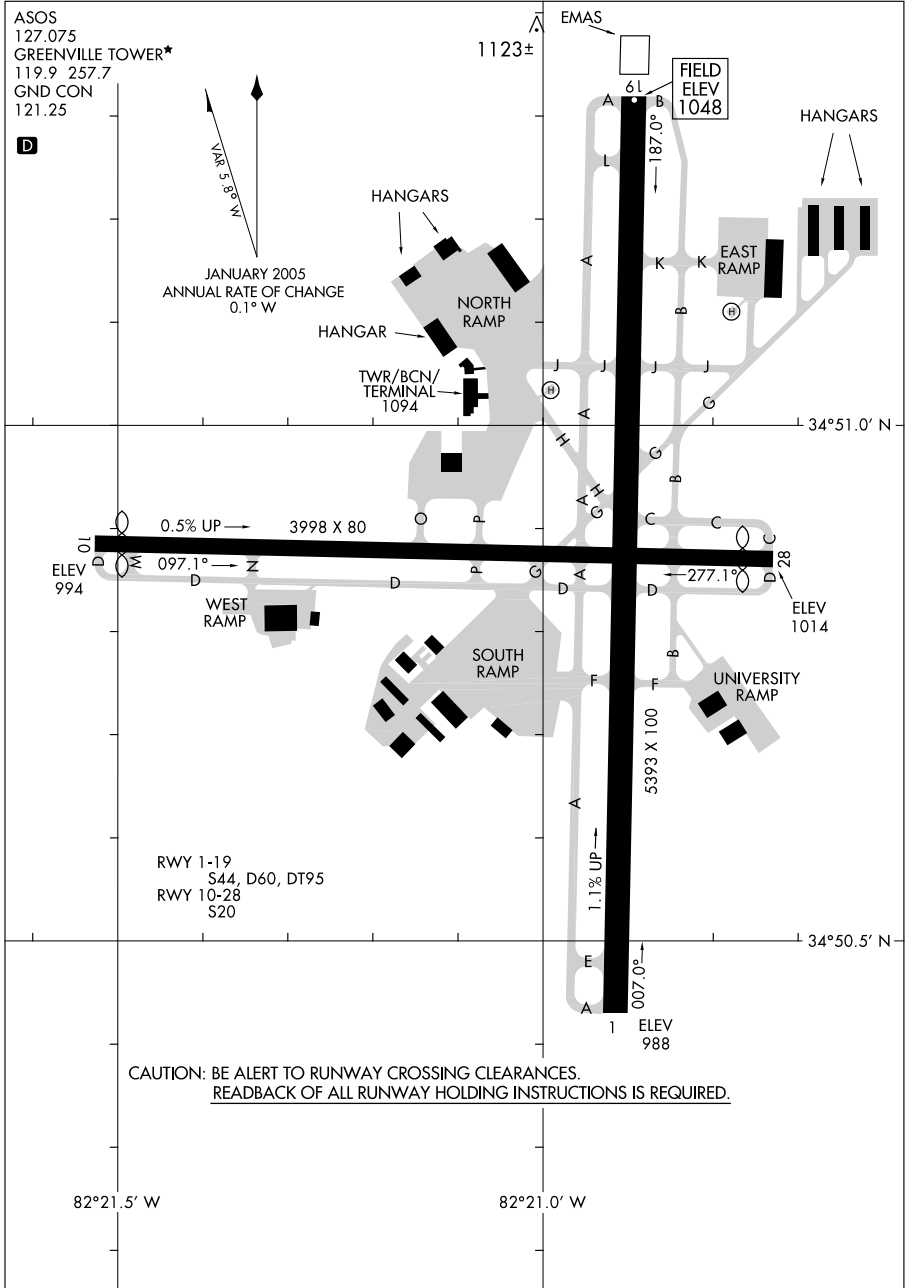 ASOS
127.075
GREENVILLE TOWER★
119.9 257.7
GND CON
121.25
D
VAR 5.8° W
JANUARY 2005
ANNUAL RATE OF CHANGE
0.1° W
1123±
EMAS
19
FIELD
ELEV
1048
A
B
187.0°
L
HANGARS
HANGARS
A
K
K
EAST
RAMP
NORTH
RAMP
B
H
HANGAR
TWR/BCN/
TERMINAL
1094
J
J
J
J
H
G
A
34°51.0' N
H
G
B
A
H
O
P
G
C
C
C
0.5% UP
3998 X 80
10
ELEV
994
D
W
097.1°
N
D
D
P
G
D
A
D
277.1°
D
28
ELEV
1014
WEST
RAMP
SOUTH
RAMP
B
F
F
UNIVERSITY
RAMP
5393 X 100
A
1.1% UP
RWY 1-19
S44, D60, DT95
RWY 10-28
S20
34°50.5' N
E
007.0°
A
1
ELEV
988
CAUTION: BE ALERT TO RUNWAY CROSSING CLEARANCES.
READBACK OF ALL RUNWAY HOLDING INSTRUCTIONS IS REQUIRED.
82°21.5' W
82°21.0' W